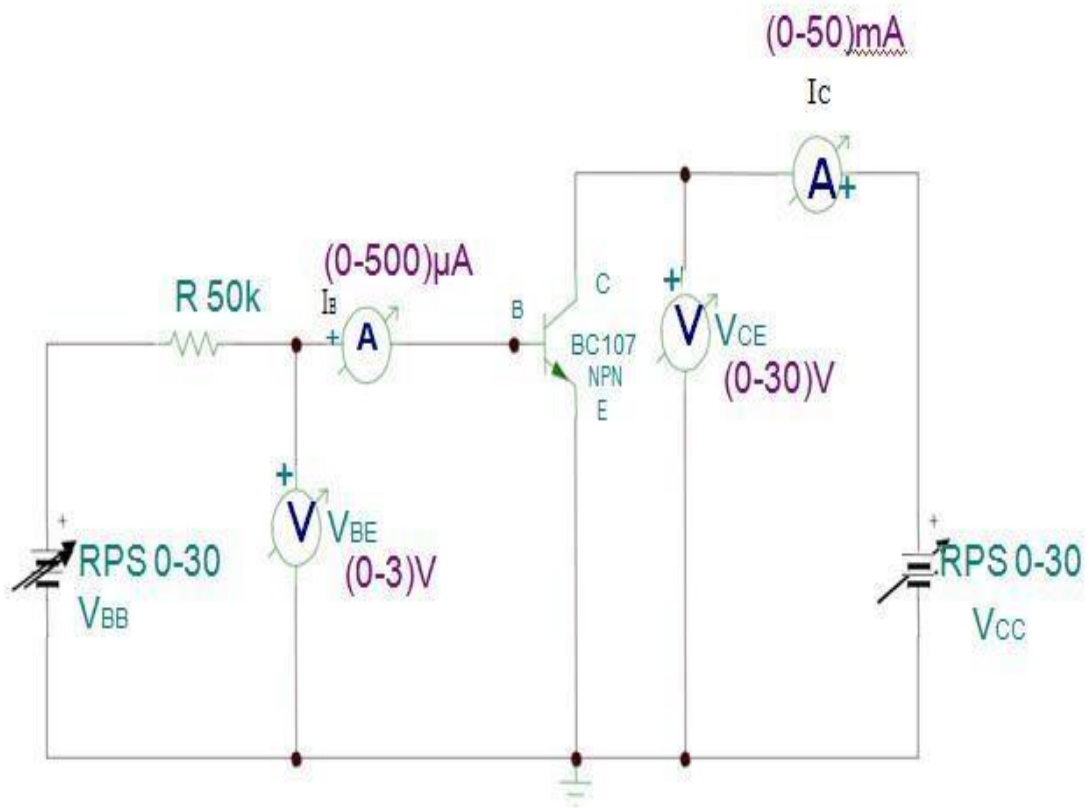 (0-50)mA
IC
A
+
(0-500)µA
R 50k
IB
+
A
B
C
BC107
NPN
E
+
V
VCE
(0-30)V
+
V
VBE
(0-3)V
+
RPS 0-30
VBB
+
RPS 0-30
VCC